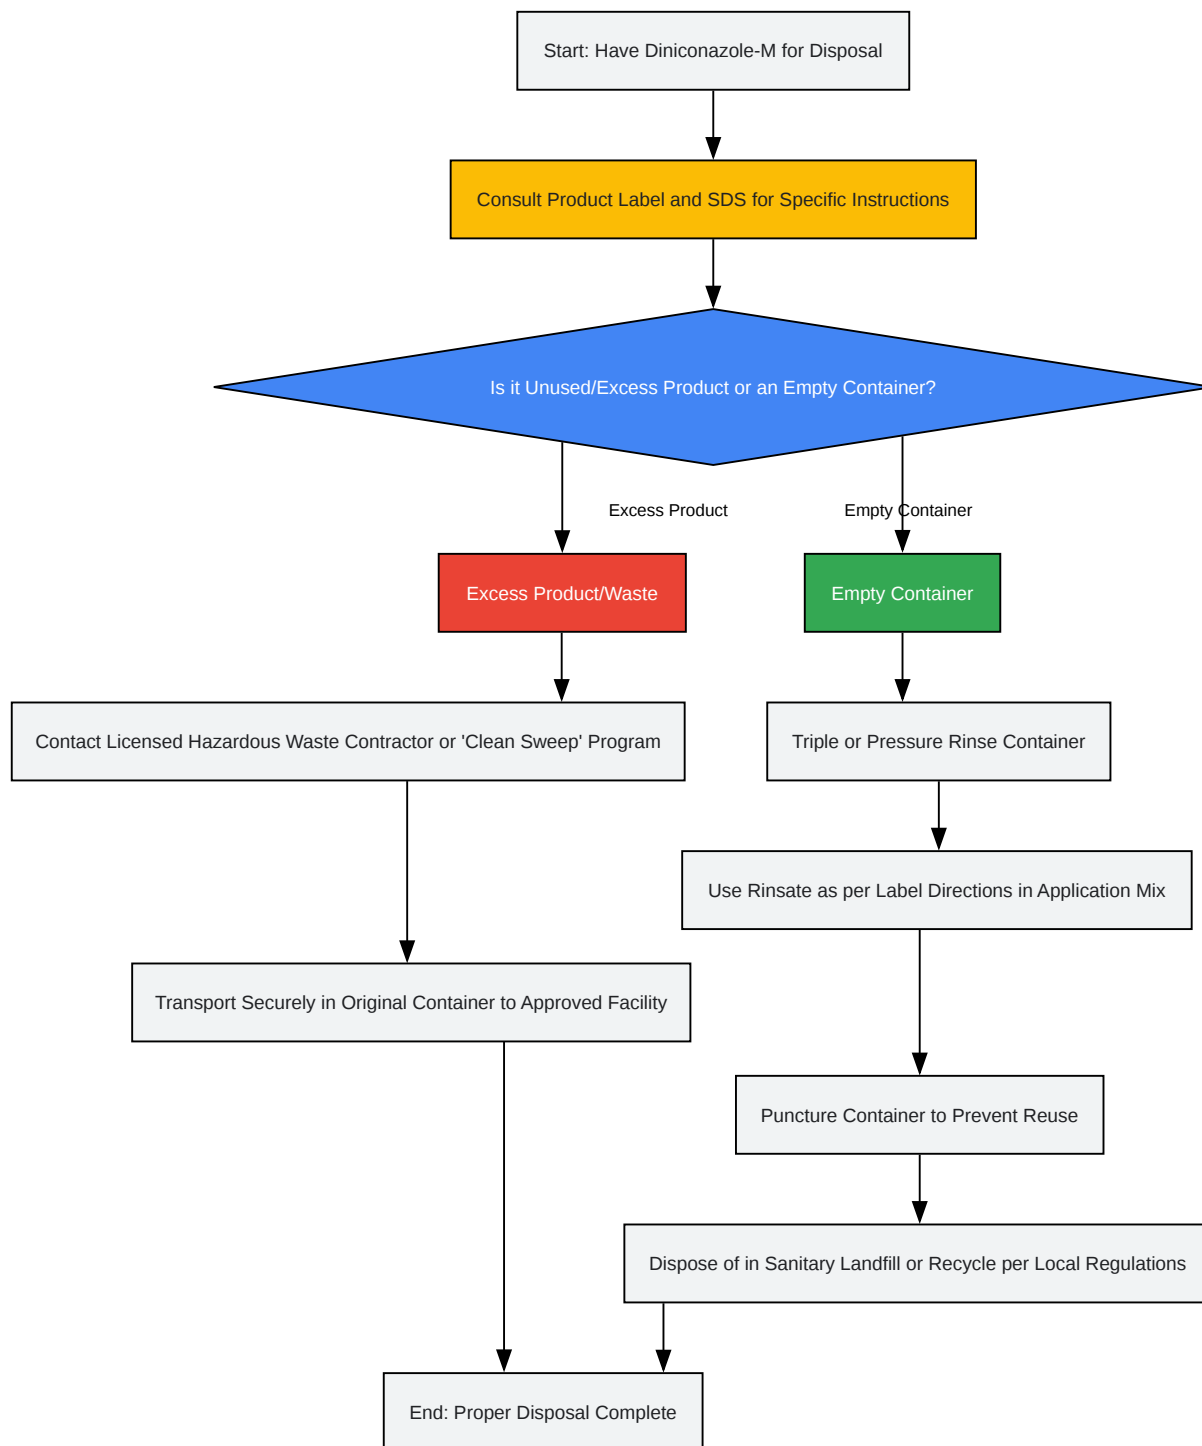 Start: Have Diniconazole-M for Disposal
Consult Product Label and SDS for Specific Instructions
Is it Unused/Excess Product or an Empty Container?
Excess Product
Empty Container
Excess Product/Waste
Empty Container
Contact Licensed Hazardous Waste Contractor or 'Clean Sweep' Program
Triple or Pressure Rinse Container
Use Rinsate as per Label Directions in Application Mix
Transport Securely in Original Container to Approved Facility
Puncture Container to Prevent Reuse
Dispose of in Sanitary Landfill or Recycle per Local Regulations
End: Proper Disposal Complete